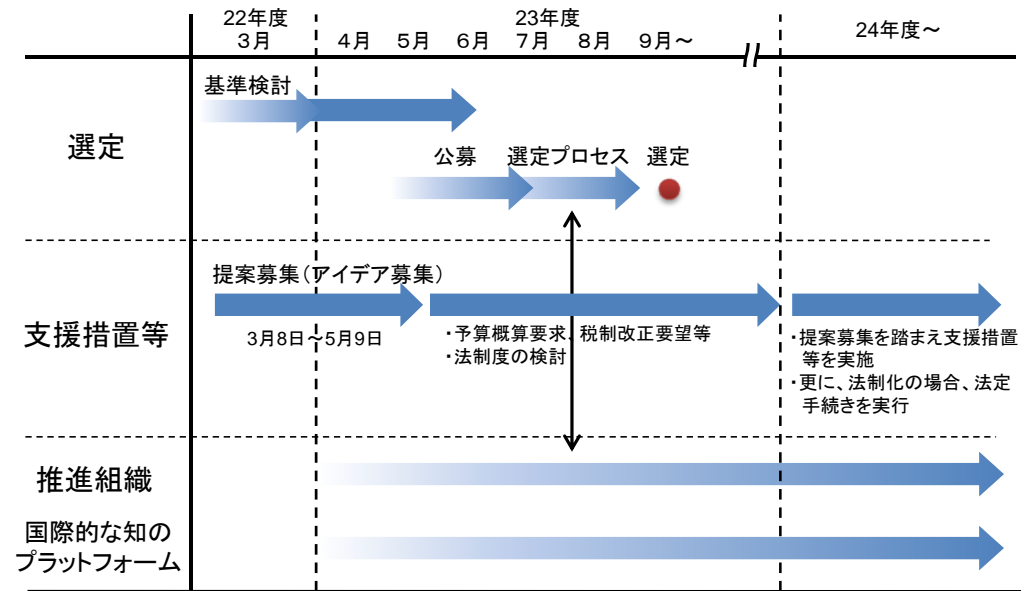 22年度
3月
23年度
4月 5月 6月 7月 8月 9月～
24年度～
選定
基準検討
公募 選定プロセス 選定
支援措置等
提案募集（アイデア募集）
3月8日～5月9日
・予算概算要求、税制改正要望等
・法制度の検討
・提案募集を踏まえ支援措置
等を実施
・更に、法制化の場合、法定
手続きを実行
推進組織
国際的な知の
プラットフォーム